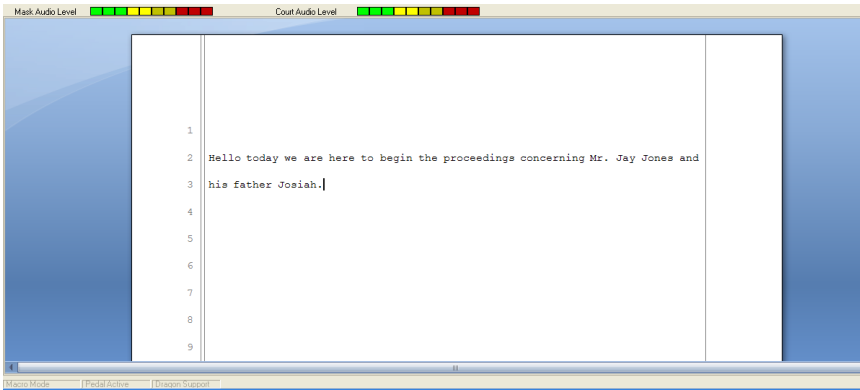 Mask Audio Level Court Audio Level
1
2 Hello today we are here to begin the proceedings concerning Mr. Jay Jones and
3 his father Josiah.
4
5
6
7
8
9
Macro Mode Pedal Active Dragon Support